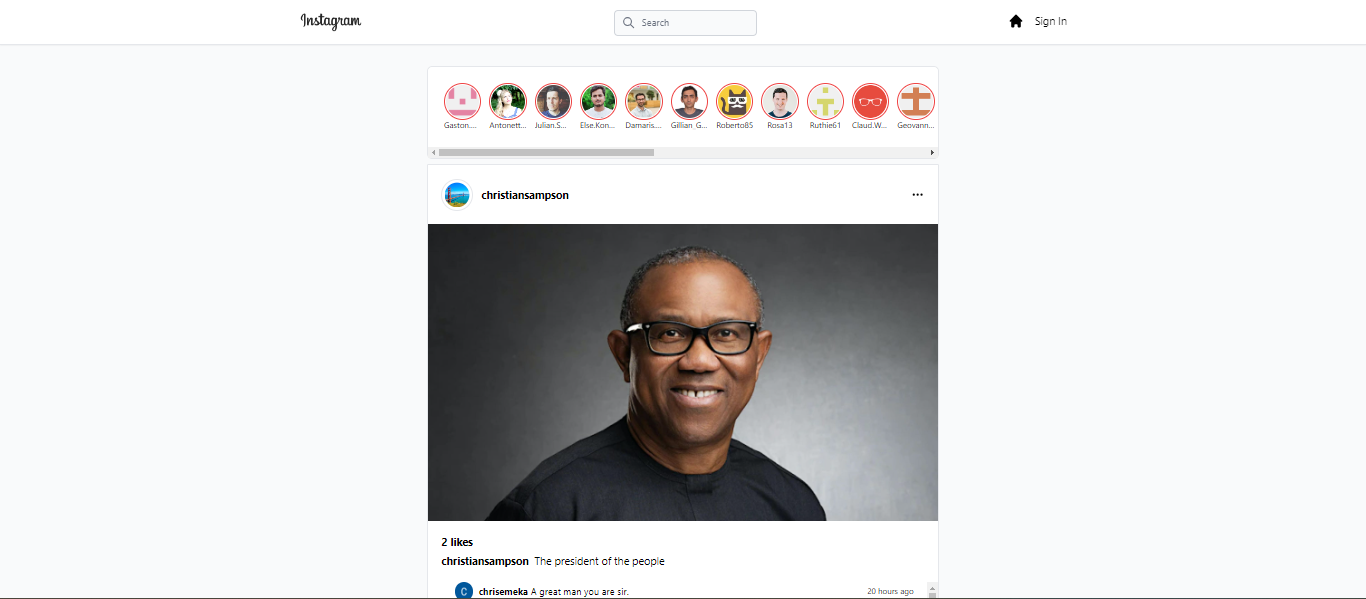 Instagram
Search
Sign In
Gaston....
Antonett...
Julian.S...
Else.Kon...
Damaris....
Gillian_G...
Roberto85
Rosa13
Ruthie61
Claud.W...
Geovann...
christiansampson
2 likes
christiansampson The president of the people
C chrisemeka A great man you are sir. 20 hours ago